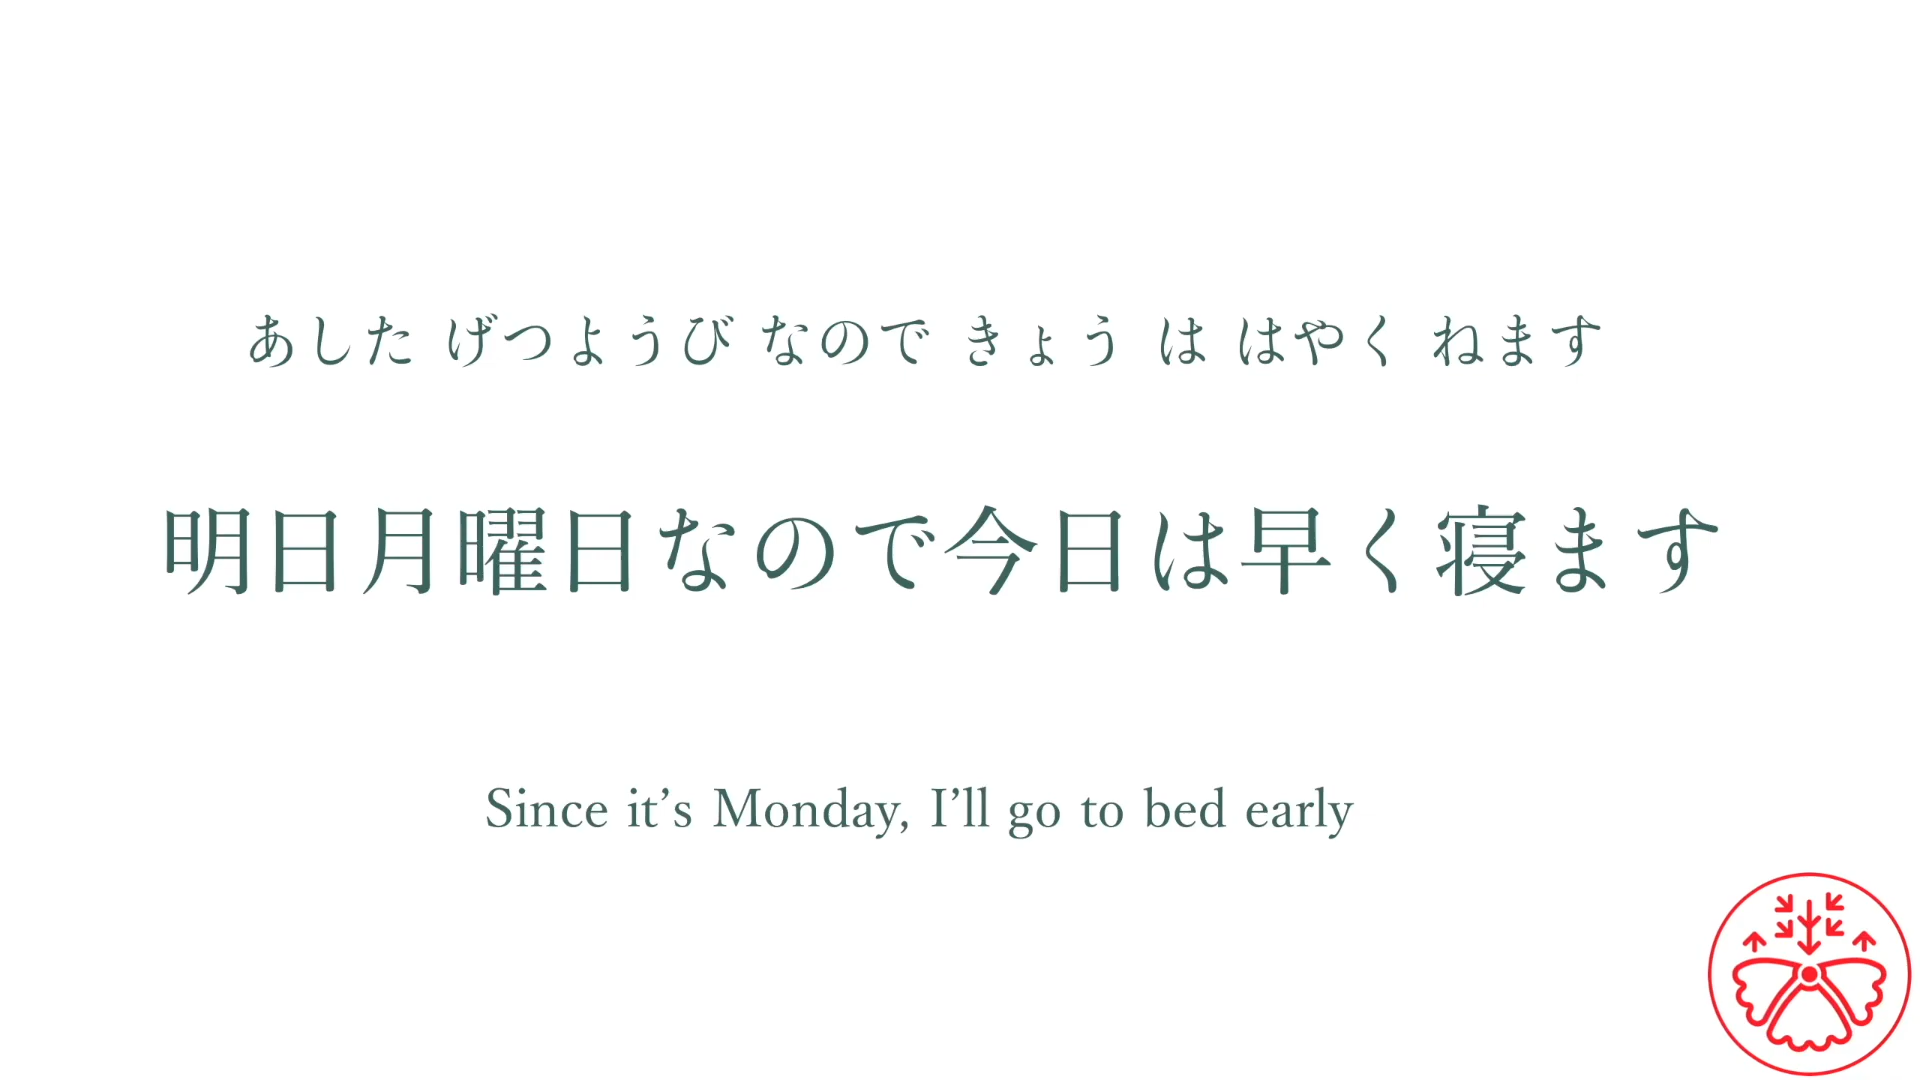 あした げつようび なので きょう は はやく ねます
明日月曜日なので今日は早く寝ます
Since it’s Monday, I’ll go to bed early